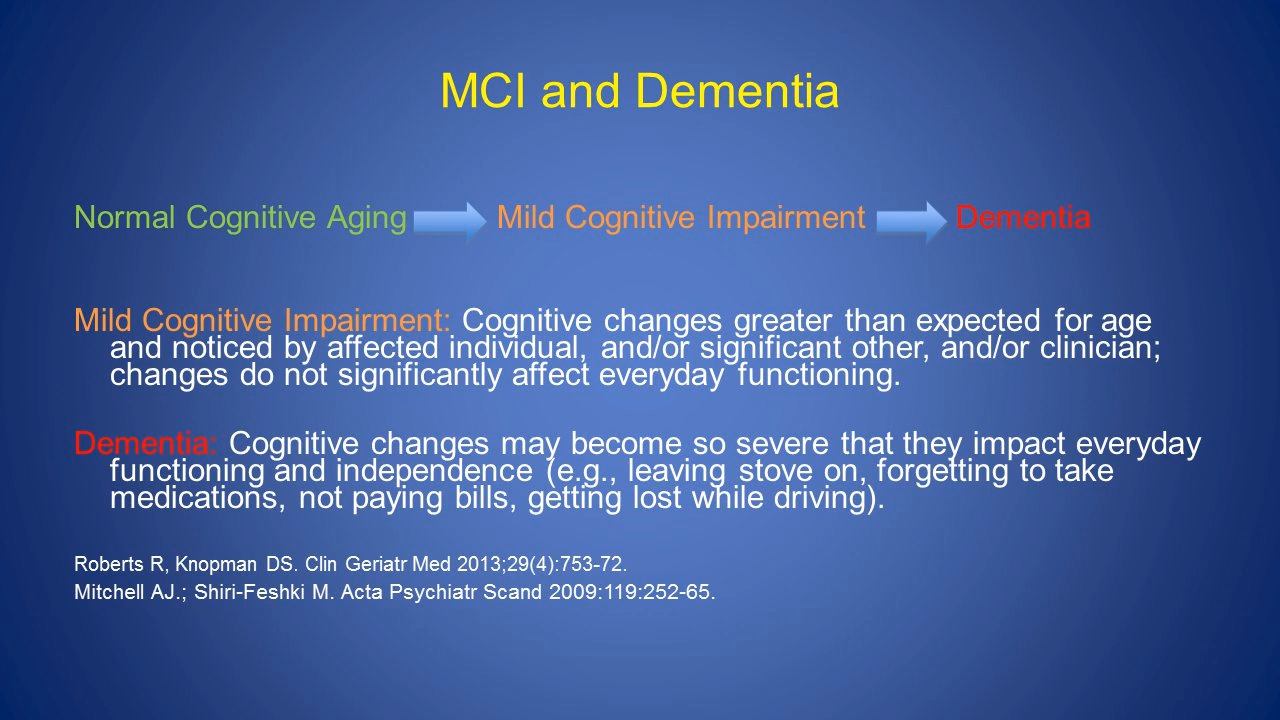 MCI and Dementia
Normal Cognitive Aging Mild Cognitive Impairment Dementia
Mild Cognitive Impairment: Cognitive changes greater than expected for age
and noticed by affected individual, and/or significant other, and/or clinician;
changes do not significantly affect everyday functioning.
Dementia: Cognitive changes may become so severe that they impact everyday
functioning and independence (e.g., leaving stove on, forgetting to take
medications, not paying bills, getting lost while driving).
Roberts R, Knopman DS. Clin Geriatr Med 2013;29(4):753-72.
Mitchell AJ.; Shiri-Feshki M. Acta Psychiatr Scand 2009:119:252-65.